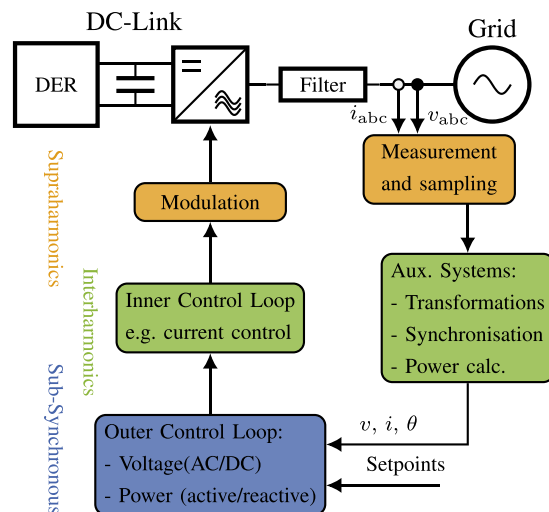 DC-Link
Grid
DER
Filter
i_abc
v_abc
Measurement
and sampling
Modulation
Supraharmonics
Aux. Systems:
- Transformations
- Synchronisation
- Power calc.
Inner Control Loop
e.g. current control
Interharmonics
Sub-Synchronous
Outer Control Loop:
- Voltage(AC/DC)
- Power (active/reactive)
v, i, θ
Setpoints